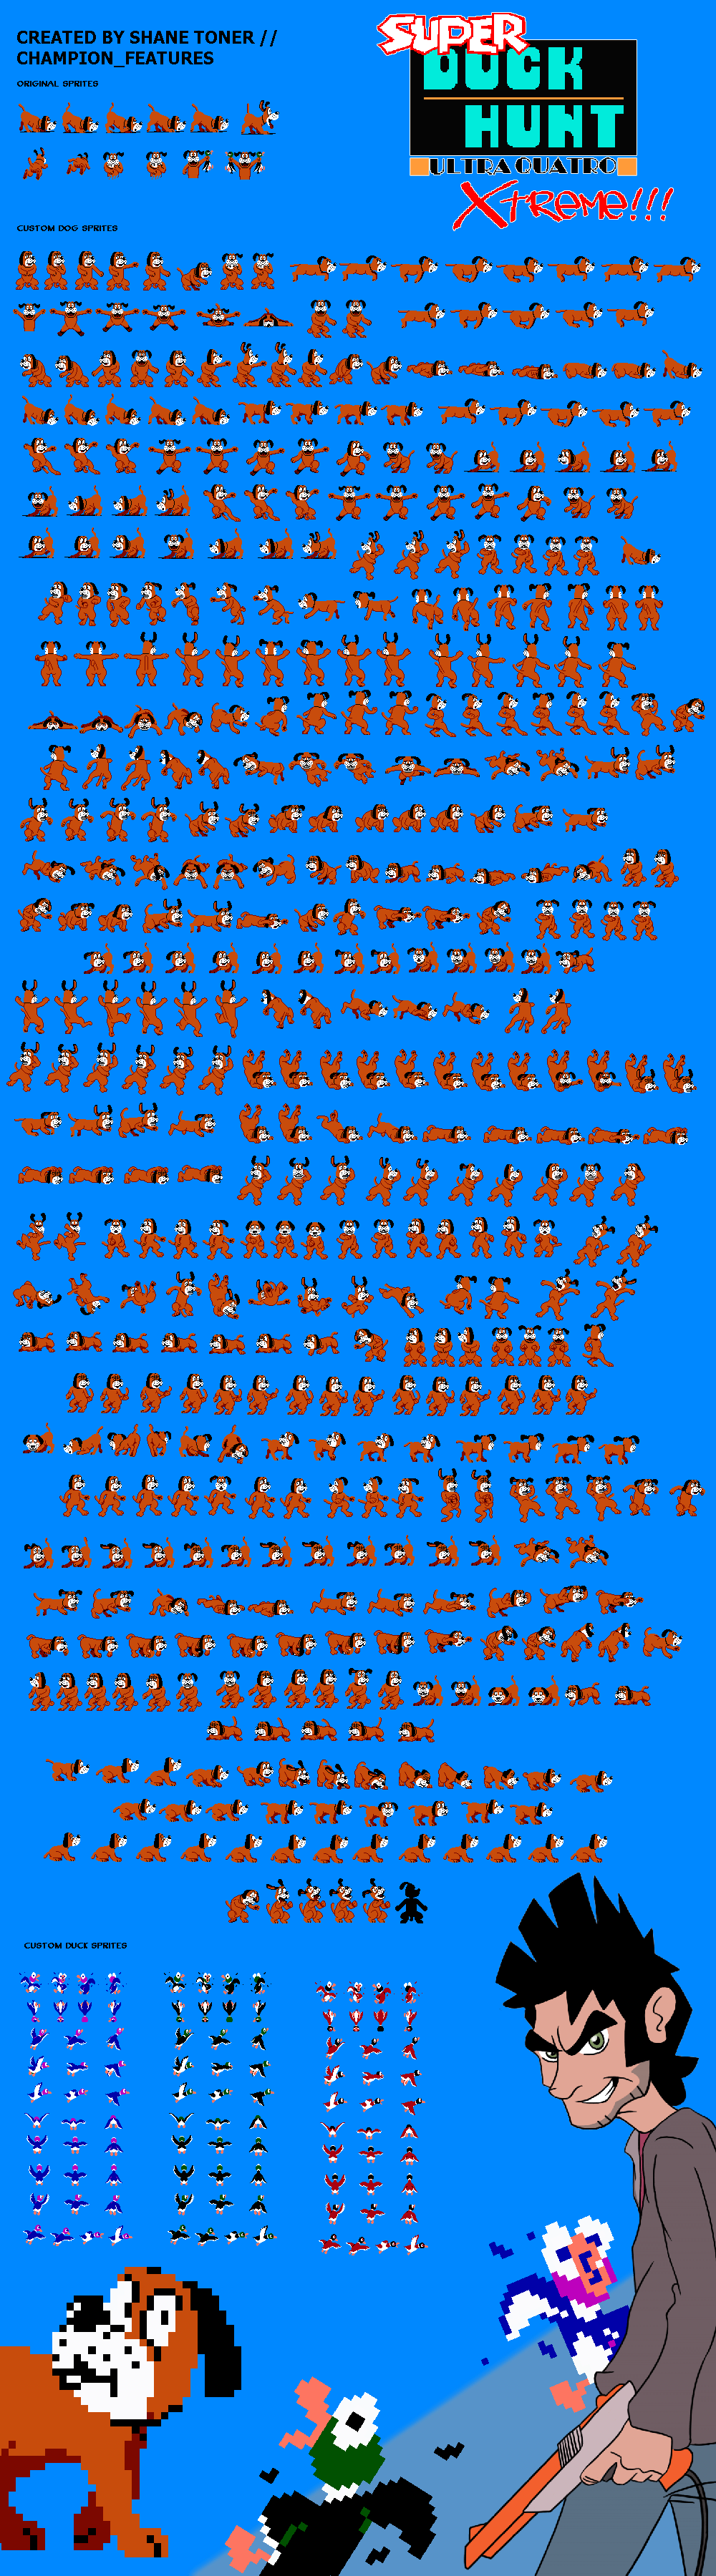 CREATED BY SHANE TONER //
CHAMPION_FEATURES
ORIGINAL SPRITES
SUPER
DUCK
HUNT
ULTRA QUATRO
XTREME!!!
CUSTOM DOG SPRITES
CUSTOM DUCK SPRITES